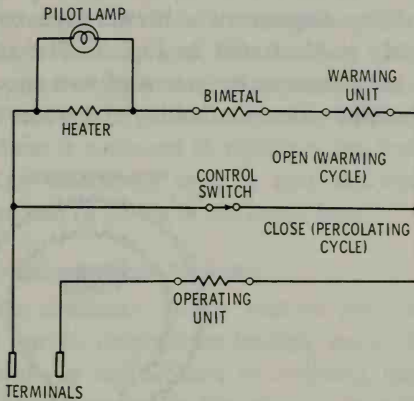 PILOT LAMP
HEATER
BIMETAL
WARMING
UNIT
OPEN (WARMING
CYCLE)
CONTROL
SWITCH
CLOSE (PERCOLATING
CYCLE)
OPERATING
UNIT
TERMINALS